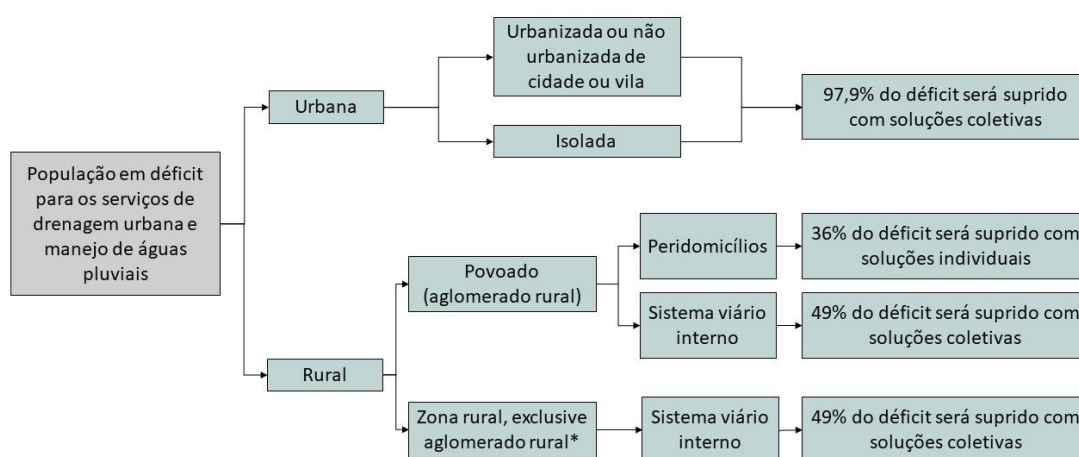 População em déficit
para os serviços de
drenagem urbana e
manejo de águas
pluviais
Urbana
Urbanizada ou não
urbanizada de
cidade ou vila
Isolada
97,9% do déficit será suprido
com soluções coletivas
Rural
Povoado
(aglomerado rural)
Peridomicílios
36% do déficit será suprido com
soluções individuais
Sistema viário
interno
49% do déficit será suprido com
soluções coletivas
Zona rural, exclusive
aglomerado rural*
Sistema viário
interno
49% do déficit será suprido com
soluções coletivas